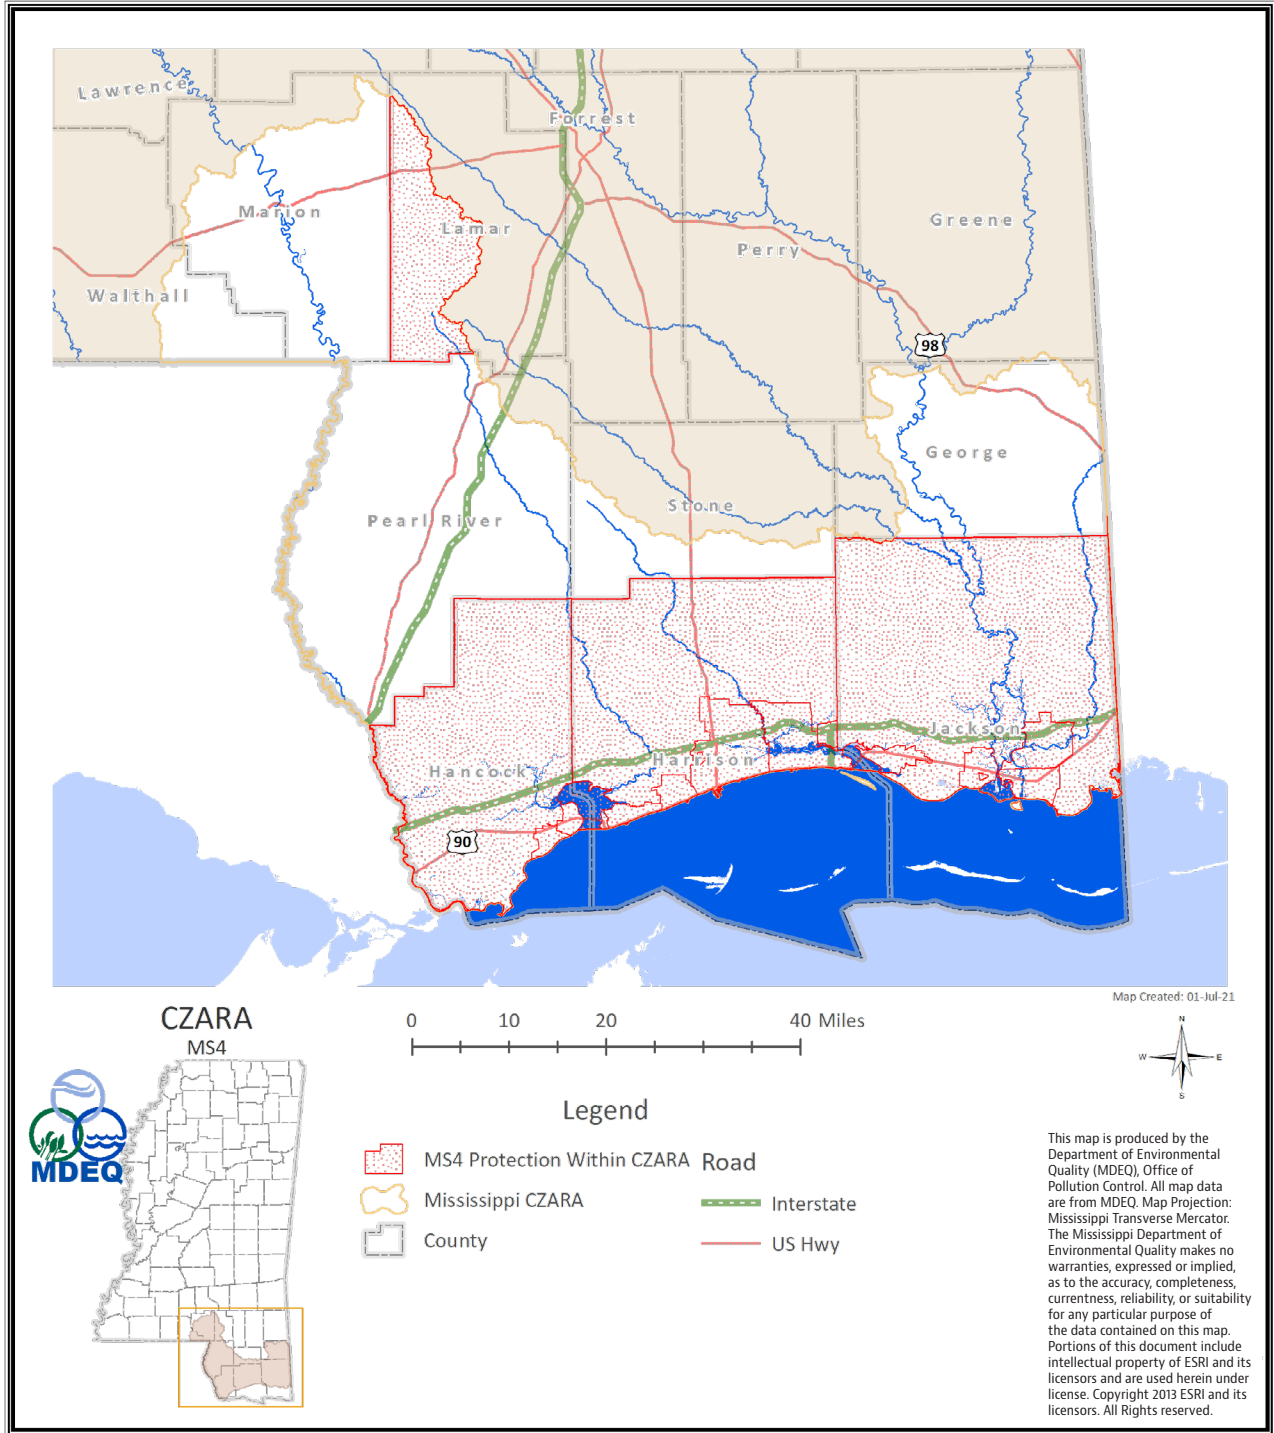 Lawrence
Forrest
Marion
Lamar
Greene
Perry
Walthall
98
George
Stone
Pearl River
Jackson
Harrison
Hancock
90
Map Created: 01-Jul-21
CZARA
MS4
0 10 20 40 Miles
N
W E
S
MDEQ
Legend
MS4 Protection Within CZARA
Mississippi CZARA
County
Road
Interstate
US Hwy
This map is produced by the
Department of Environmental
Quality (MDEQ), Office of
Pollution Control. All map data
are from MDEQ. Map Projection:
Mississippi Transverse Mercator.
The Mississippi Department of
Environmental Quality makes no
warranties, expressed or implied,
as to the accuracy, completeness,
currentness, reliability, or suitability
for any particular purpose of
the data contained on this map.
Portions of this document include
intellectual property of ESRI and its
licensors and are used herein under
license. Copyright 2013 ESRI and its
licensors. All Rights reserved.